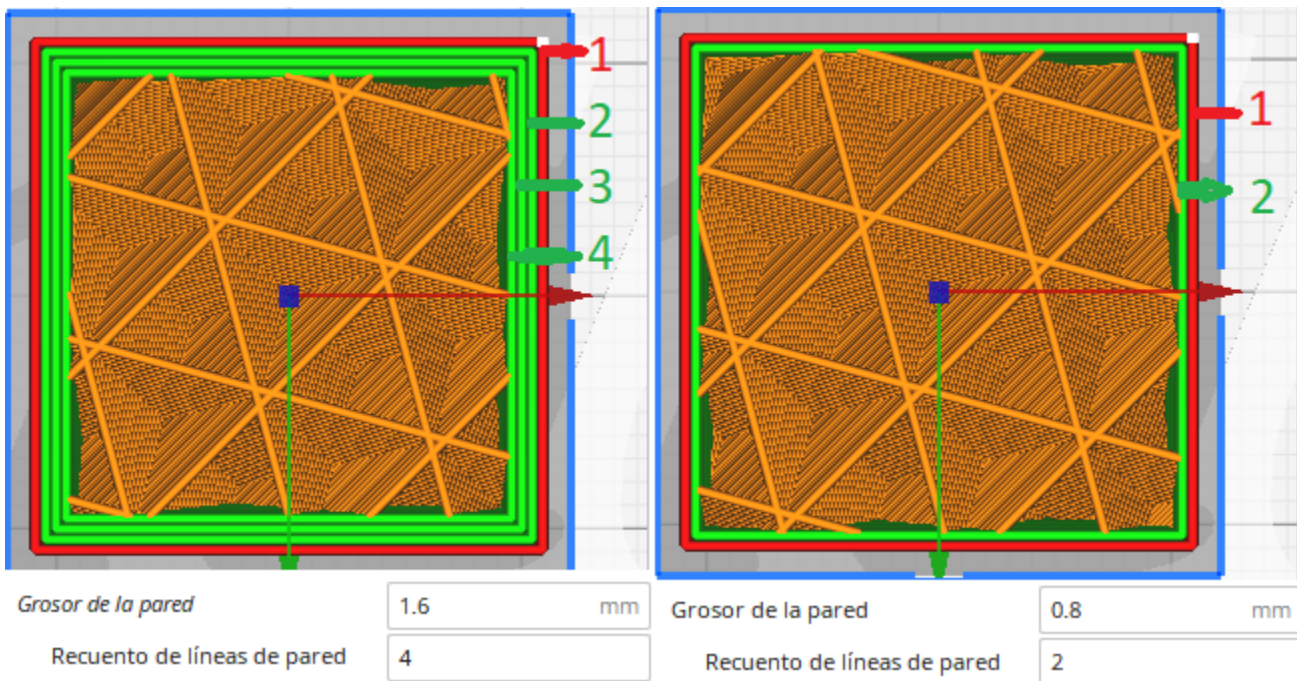 1
2
3
4
1
2
Grosor de la pared 1.6 mm
Recuento de líneas de pared 4
Grosor de la pared 0.8 mm
Recuento de líneas de pared 2